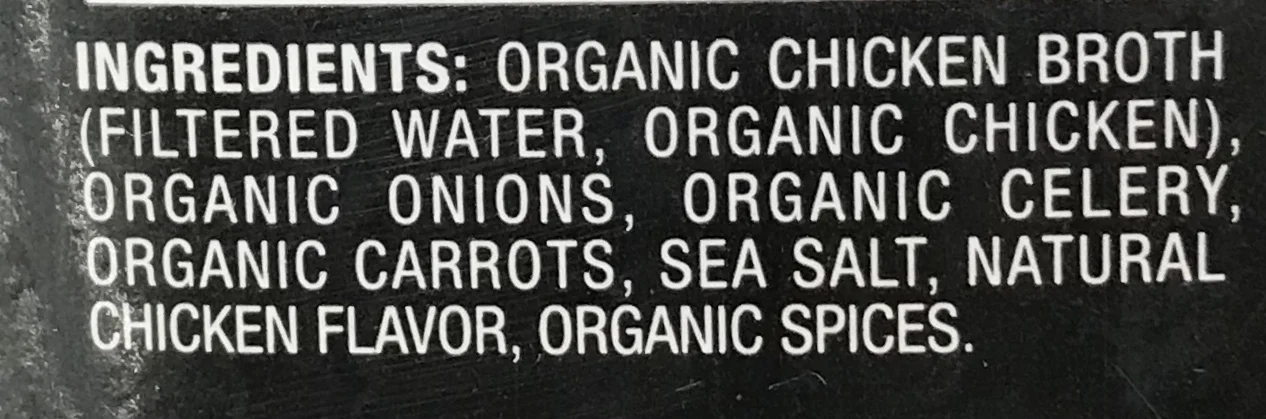 INGREDIENTS: ORGANIC CHICKEN BROTH
(FILTERED WATER, ORGANIC CHICKEN),
ORGANIC ONIONS, ORGANIC CELERY,
ORGANIC CARROTS, SEA SALT, NATURAL
CHICKEN FLAVOR, ORGANIC SPICES.